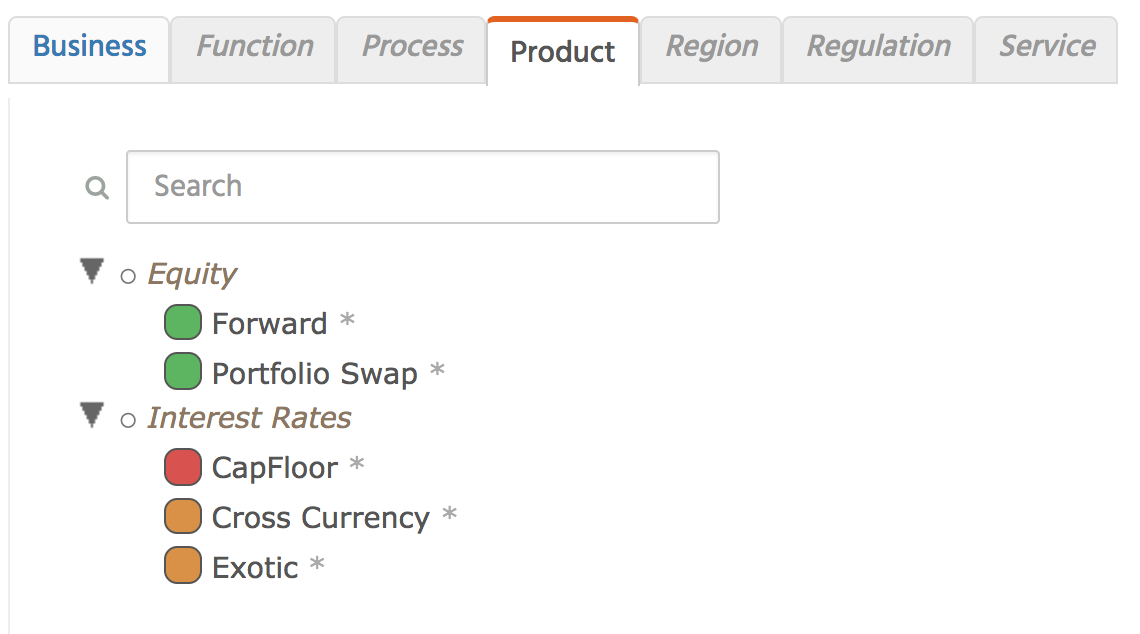 Business Function Process Product Region Regulation Service
Search
Equity
Forward *
Portfolio Swap *
Interest Rates
CapFloor *
Cross Currency *
Exotic *